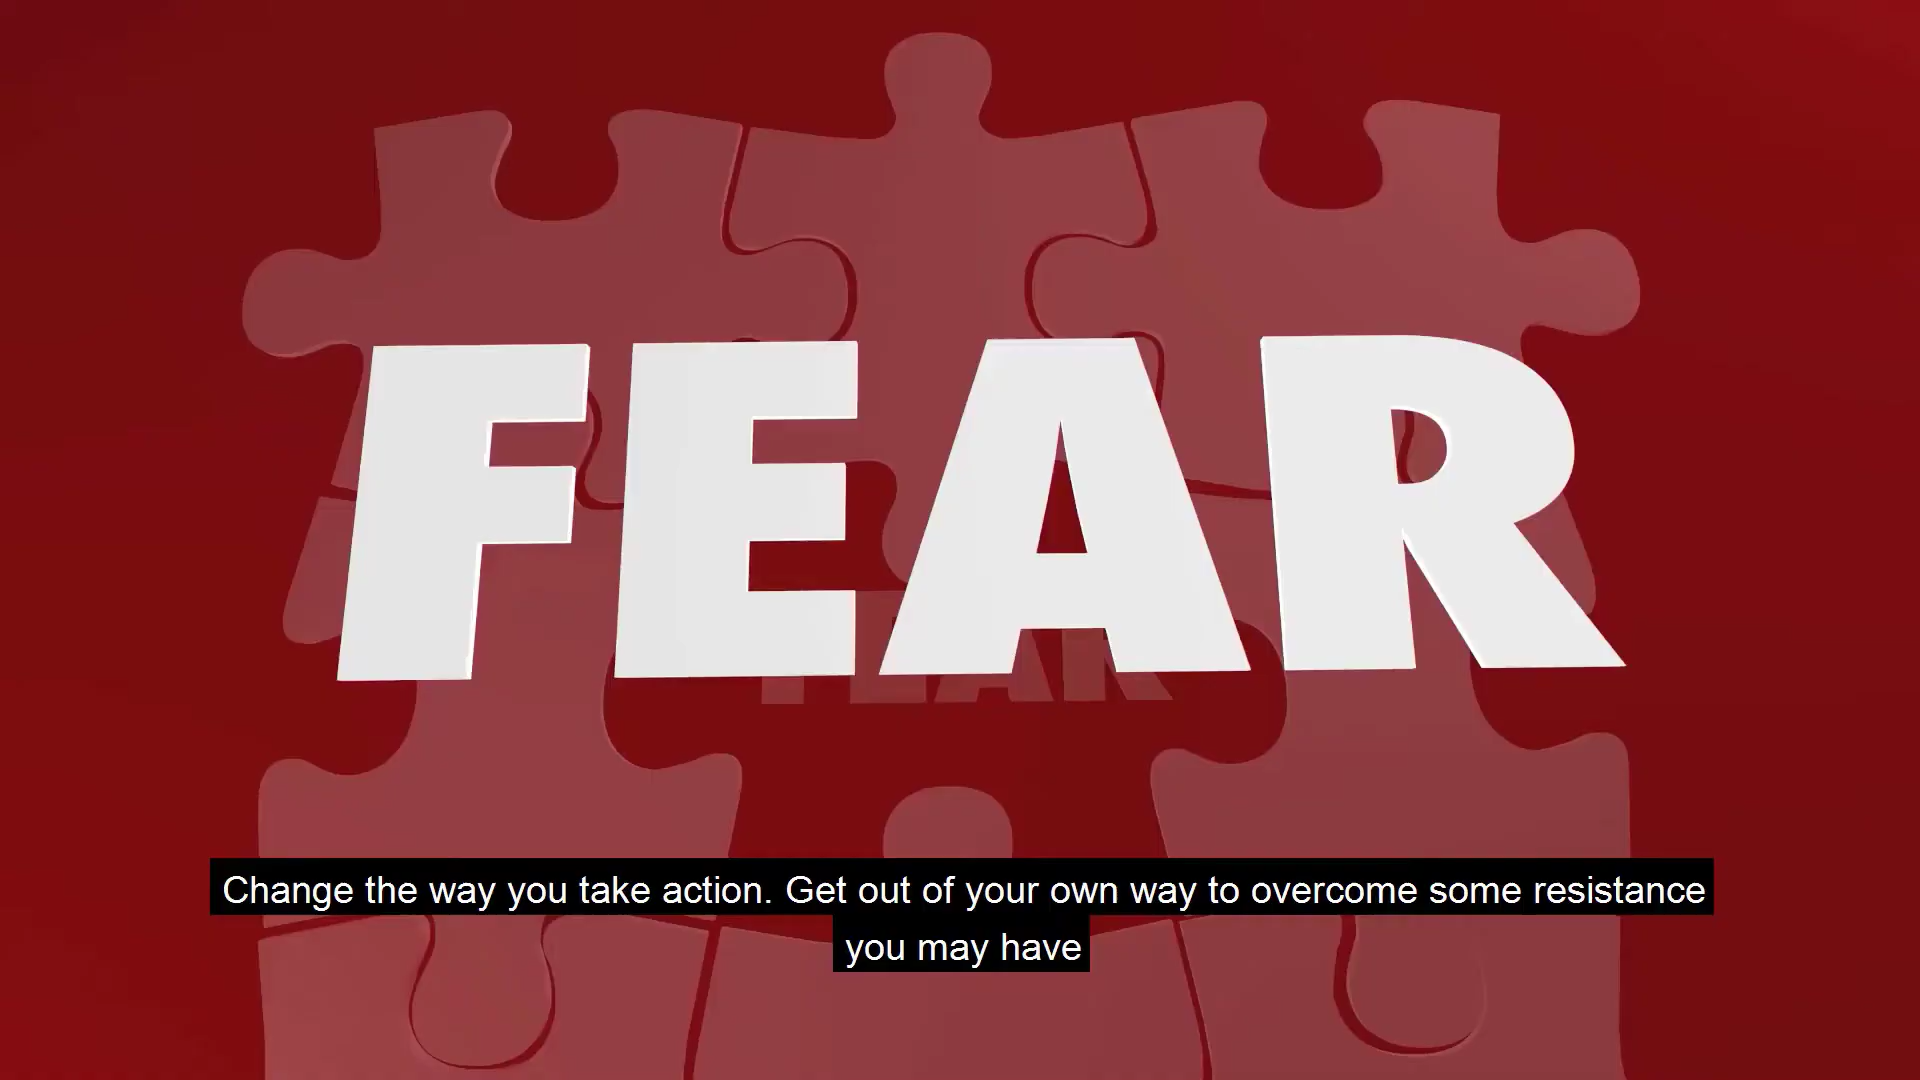 FEAR
FEAR
Change the way you take action. Get out of your own way to overcome some resistance
you may have